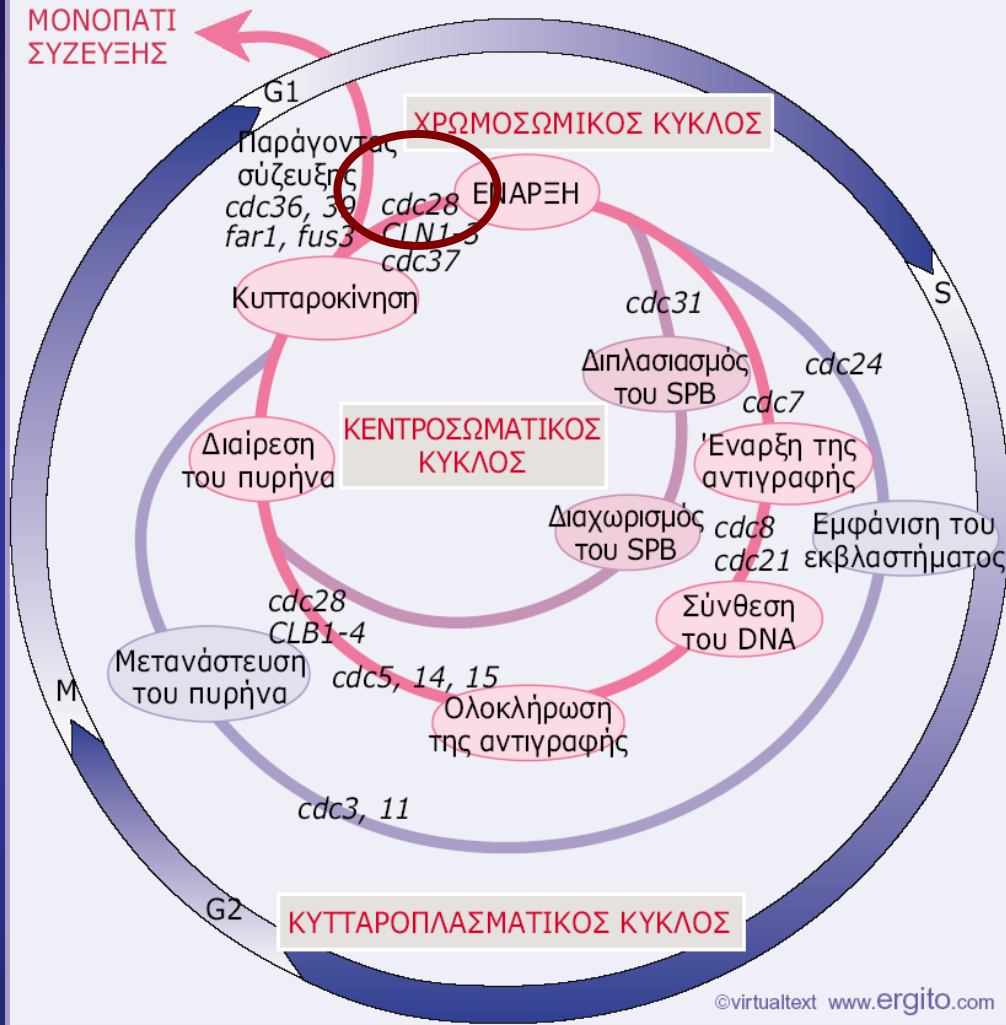 ΜΟΝΟΠΑΤΙ
ΣΥΖΕΥΞΗΣ
G1
ΧΡΩΜΟΣΩΜΙΚΟΣ ΚΥΚΛΟΣ
Παράγοντας
σύζευξης
cdc36, 39
far1, fus3
cdc28
CLN1-3
cdc37
ΕΝΑΡΞΗ
Κυτταροκίνηση
S
cdc31
Διπλασιασμός
του SPB
cdc24
cdc7
ΚΕΝΤΡΟΣΩΜΑΤΙΚΟΣ
ΚΥΚΛΟΣ
Διαίρεση
του πυρήνα
Έναρξη της
αντιγραφής
Διαχωρισμός
του SPB
cdc8
cdc21
Εμφάνιση του
εκβλαστήματος
cdc28
CLB1-4
Σύνθεση
του DNA
Μετανάστευση
του πυρήνα
M
cdc5, 14, 15
Ολοκλήρωση
της αντιγραφής
cdc3, 11
G2
ΚΥΤΤΑΡΟΠΛΑΣΜΑΤΙΚΟΣ ΚΥΚΛΟΣ
©virtualtext www.ergito.com